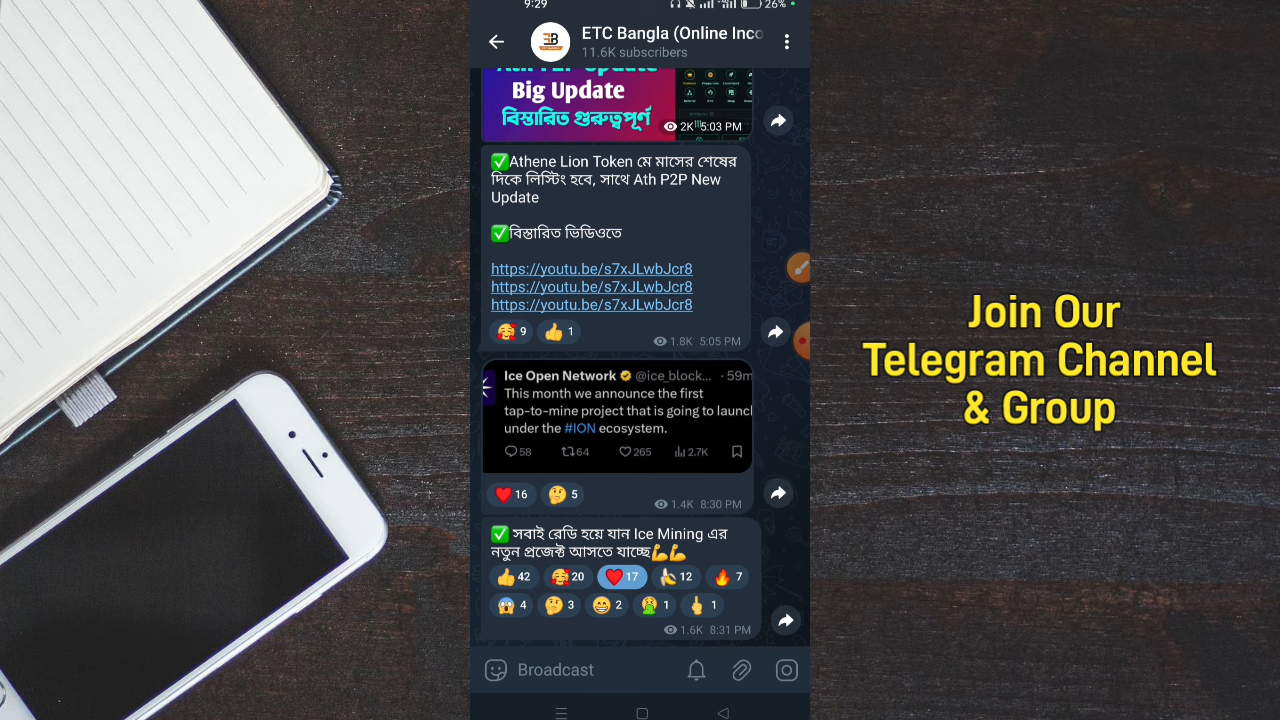 9:29
26%
ETC Bangla (Online Inco
11.6K subscribers
Ath P2P Update
Big Update
বিস্তারিত গুরুত্বপূর্ণ
2K 5:03 PM
✅Athene Lion Token মে মাসের শেষের
দিকে লিস্টিং হবে, সাথে Ath P2P New
Update
✅বিস্তারিত ভিডিওতে
https://youtu.be/s7xJLwbJcr8
https://youtu.be/s7xJLwbJcr8
https://youtu.be/s7xJLwbJcr8
🥰 9 👍 1
1.8K 5:05 PM
Ice Open Network @ice_block... · 59m
This month we announce the first
tap-to-mine project that is going to launch
under the #ION ecosystem.
58 64 265 2.7K
❤️ 16 🤔 5
1.4K 8:30 PM
✅ সবাই রেডি হয়ে যান Ice Mining এর
নতুন প্রজেক্ট আসতে যাচ্ছে💪💪
👍 42 🥰 20 ❤️ 17 🍌 12 🔥 7
😱 4 🤔 3 😁 2 🤮 1 🖕 1
1.6K 8:31 PM
Broadcast
Join Our
Telegram Channel
& Group